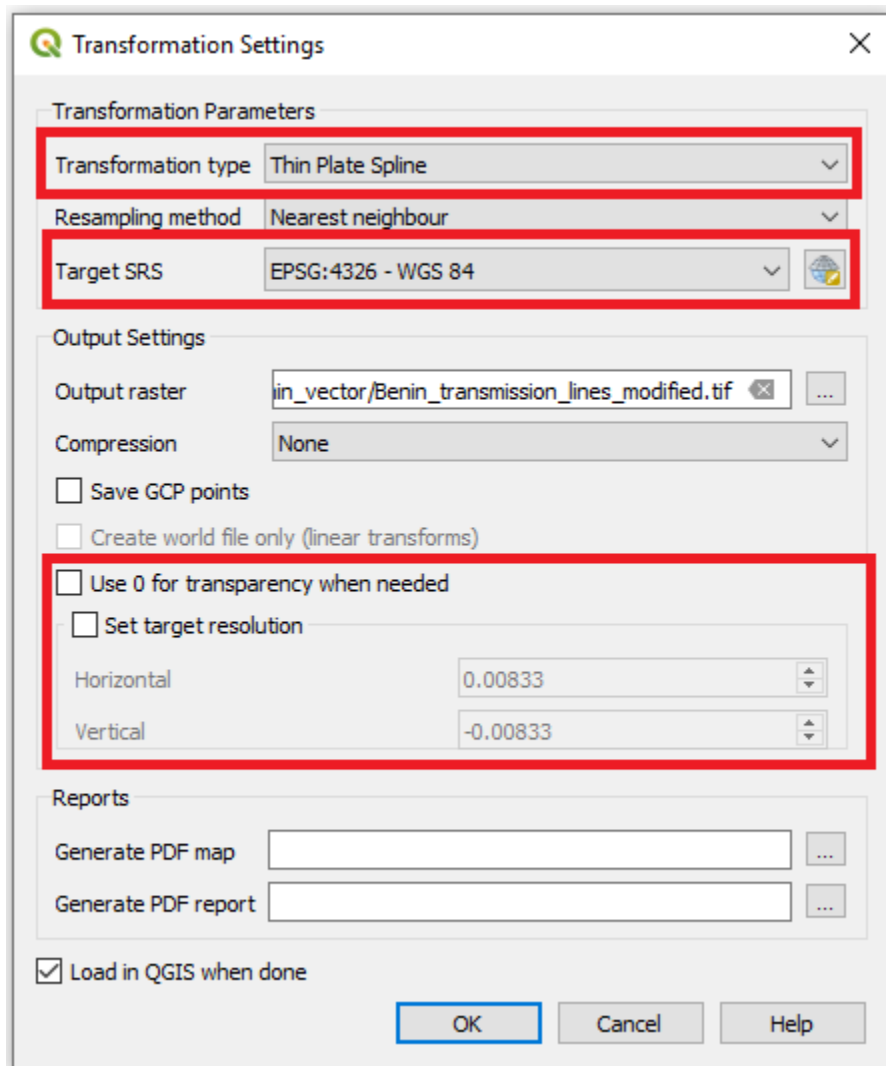 Transformation Settings
Transformation Parameters
Transformation type Thin Plate Spline
Resampling method Nearest neighbour
Target SRS EPSG:4326 - WGS 84
Output Settings
Output raster in_vector/Benin_transmission_lines_modified.tif ...
Compression None
Save GCP points
Create world file only (linear transforms)
Use 0 for transparency when needed
Set target resolution
Horizontal 0.00833
Vertical -0.00833
Reports
Generate PDF map ...
Generate PDF report ...
Load in QGIS when done
OK Cancel Help